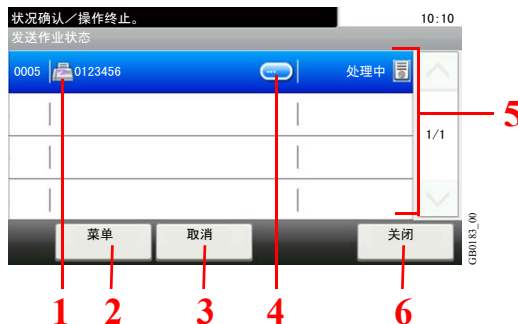 状况确认／操作终止。 10:10
发送作业状态
0005 0123456 ... 处理中
1/1
5
菜单 取消 关闭
GB0183_00
1 2 3 4 6